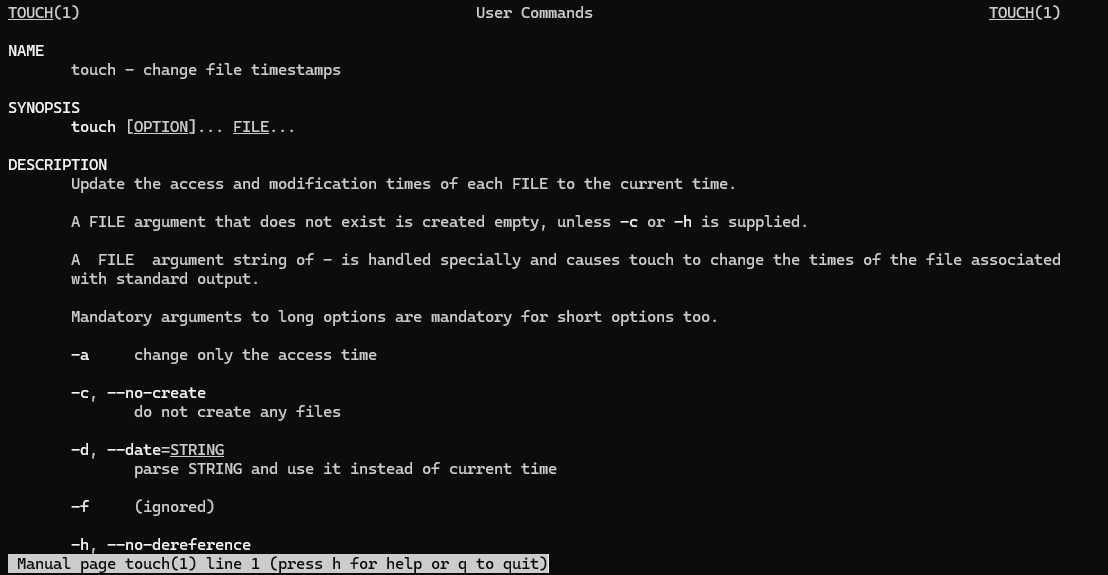 TOUCH(1) User Commands TOUCH(1)
NAME
touch - change file timestamps
SYNOPSIS
touch [OPTION]... FILE...
DESCRIPTION
Update the access and modification times of each FILE to the current time.
A FILE argument that does not exist is created empty, unless -c or -h is supplied.
A  FILE  argument string of - is handled specially and causes touch to change the times of the file associated
with standard output.
Mandatory arguments to long options are mandatory for short options too.
-a     change only the access time
-c, --no-create
do not create any files
-d, --date=STRING
parse STRING and use it instead of current time
-f     (ignored)
-h, --no-dereference
Manual page touch(1) line 1 (press h for help or q to quit)